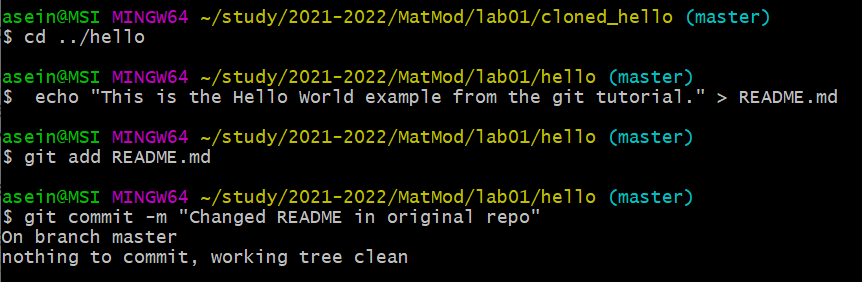 asein@MSI MINGW64 ~/study/2021-2022/MatMod/lab01/cloned_hello (master)
$ cd ../hello
asein@MSI MINGW64 ~/study/2021-2022/MatMod/lab01/hello (master)
$  echo "This is the Hello World example from the git tutorial." > README.md
asein@MSI MINGW64 ~/study/2021-2022/MatMod/lab01/hello (master)
$ git add README.md
asein@MSI MINGW64 ~/study/2021-2022/MatMod/lab01/hello (master)
$ git commit -m "Changed README in original repo"
On branch master
nothing to commit, working tree clean